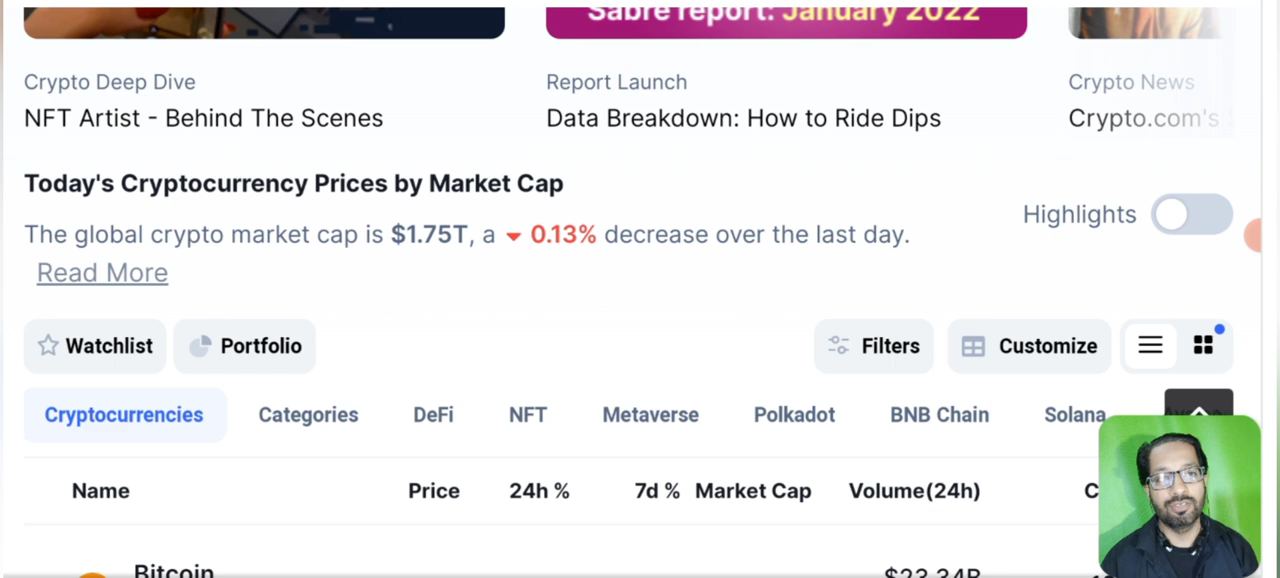 Sabre report: January 2022
Crypto Deep Dive
Report Launch
Crypto News
NFT Artist - Behind The Scenes
Data Breakdown: How to Ride Dips
Crypto.com's
Today's Cryptocurrency Prices by Market Cap
The global crypto market cap is $1.75T, a 0.13% decrease over the last day.
Highlights
Read More
Watchlist
Portfolio
Filters
Customize
Cryptocurrencies
Categories
DeFi
NFT
Metaverse
Polkadot
BNB Chain
Solana
Name
Price
24h %
7d %
Market Cap
Volume(24h)
C
Bitcoin
$23.34B